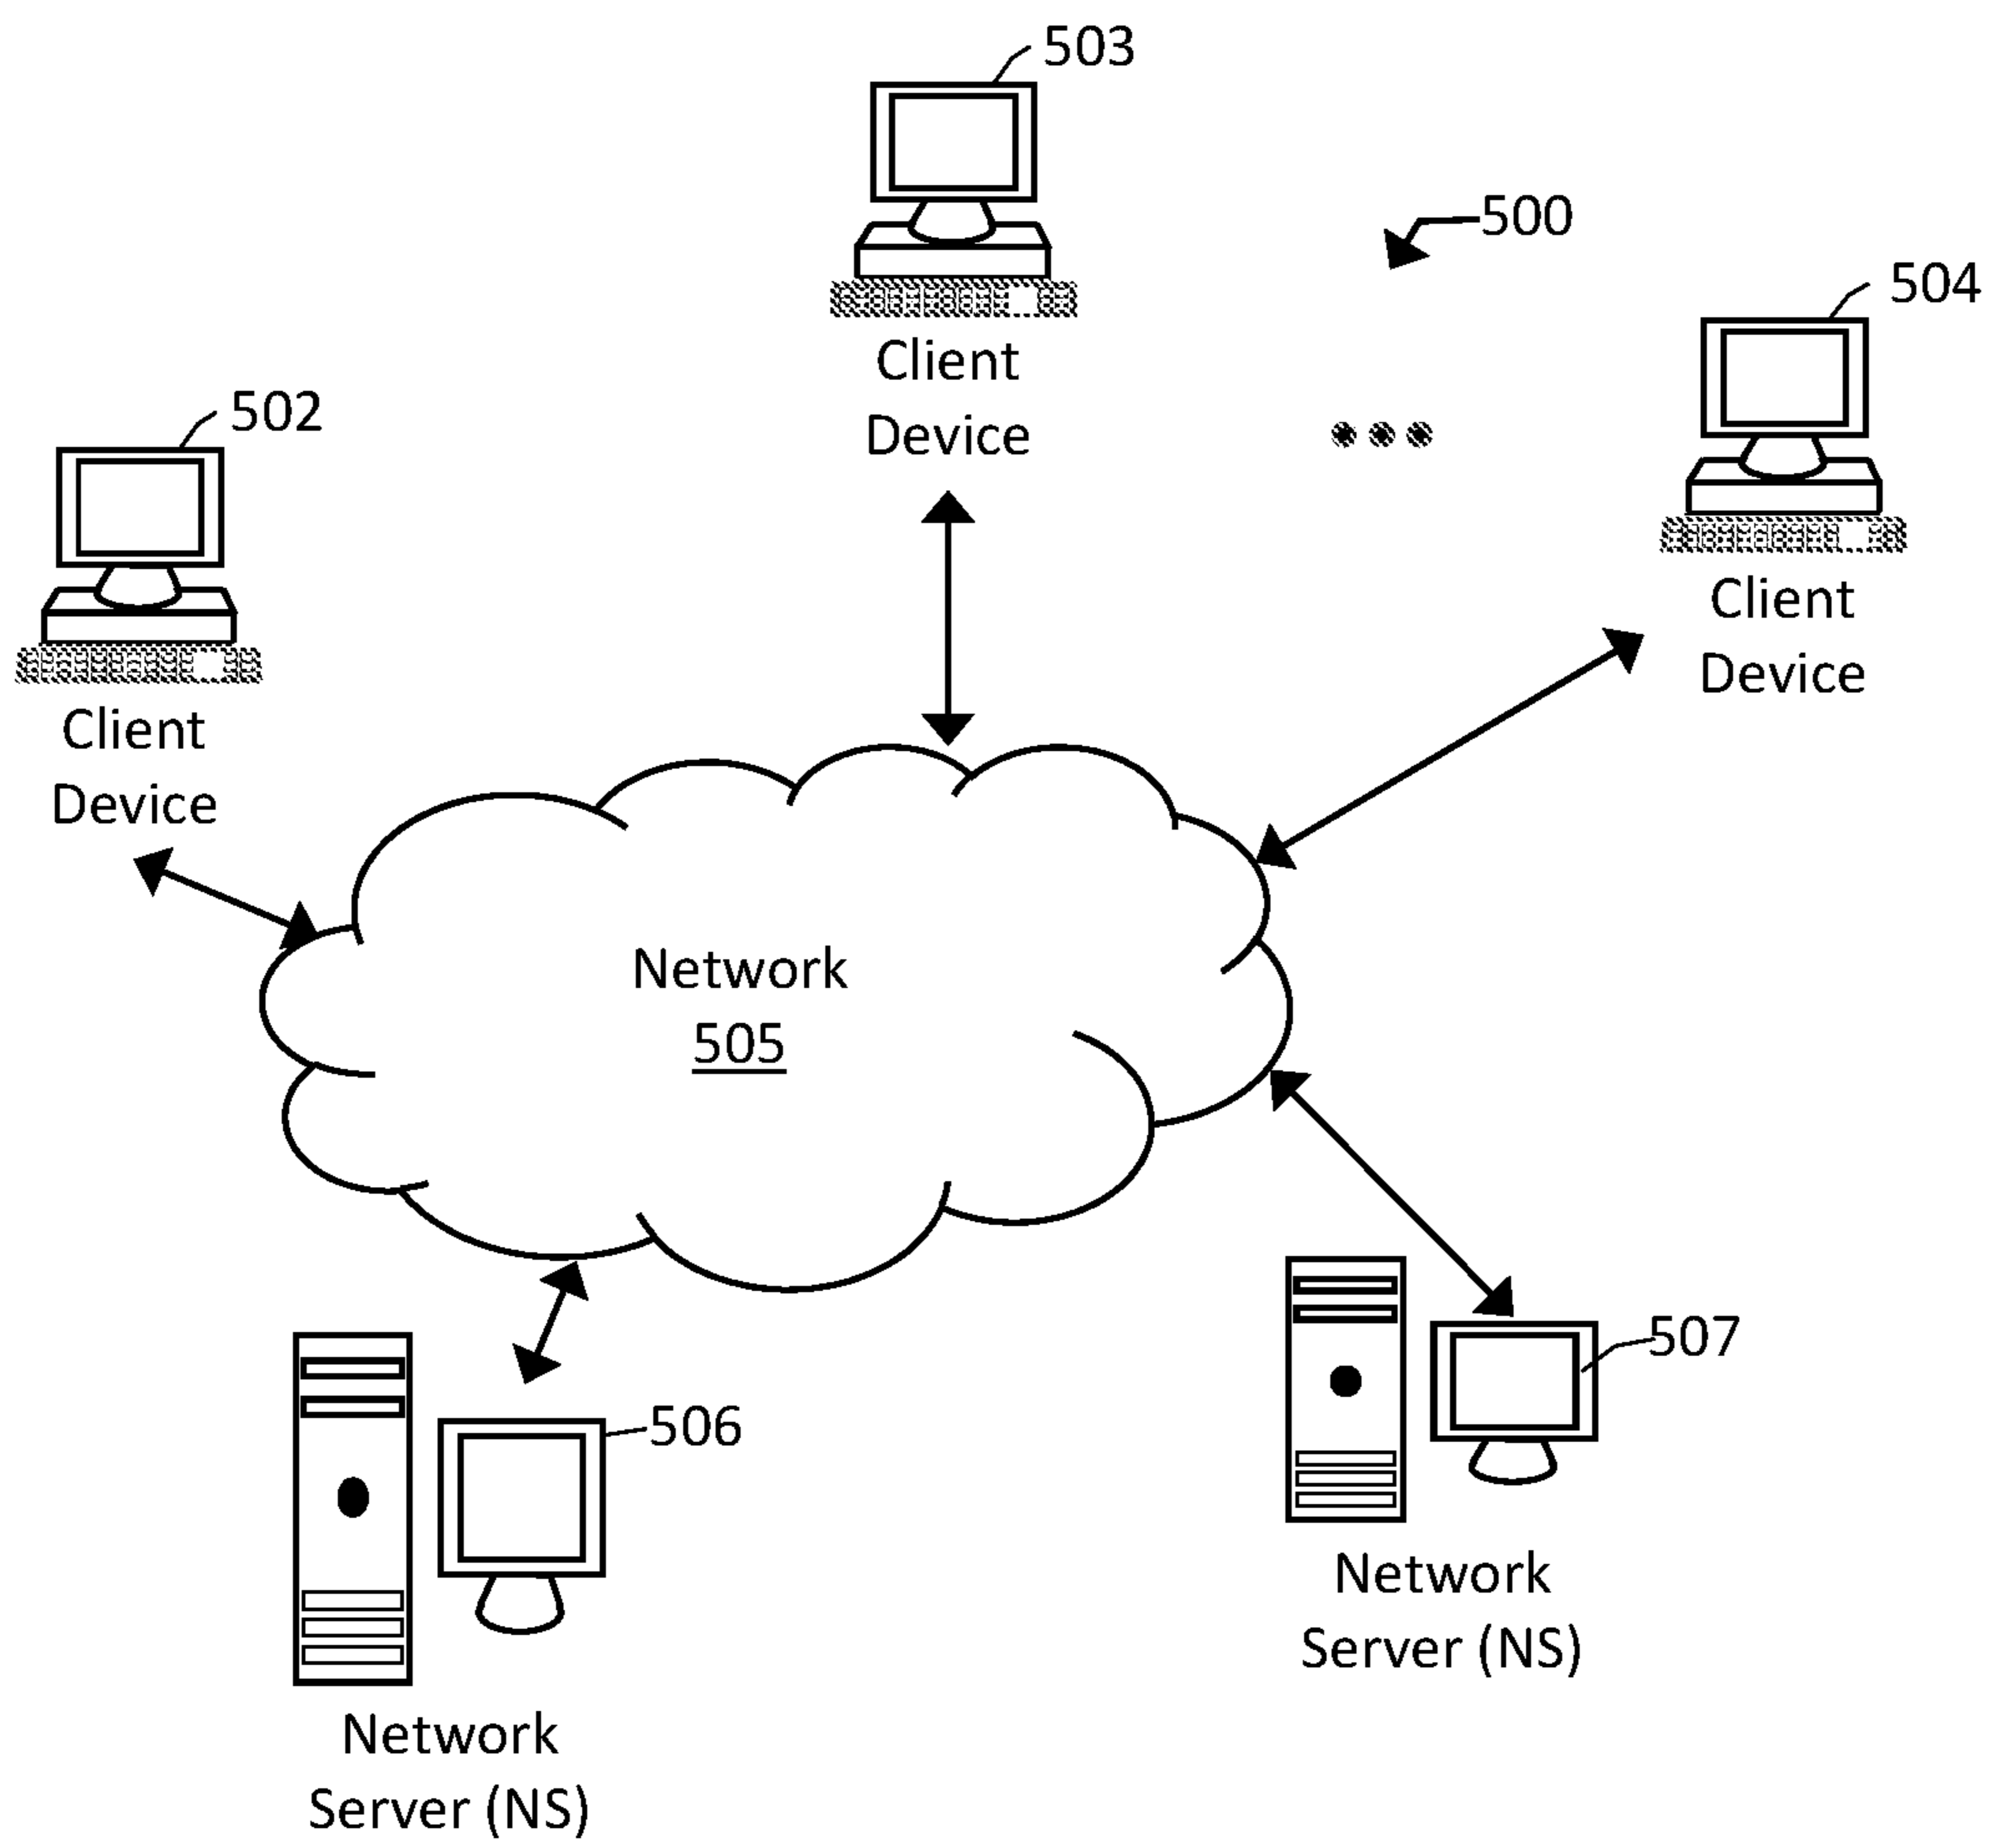 503
500
504
Client
Device
502
Client
Device
Client
Device
Network
505
507
506
Network
Server (NS)
Network
Server (NS)